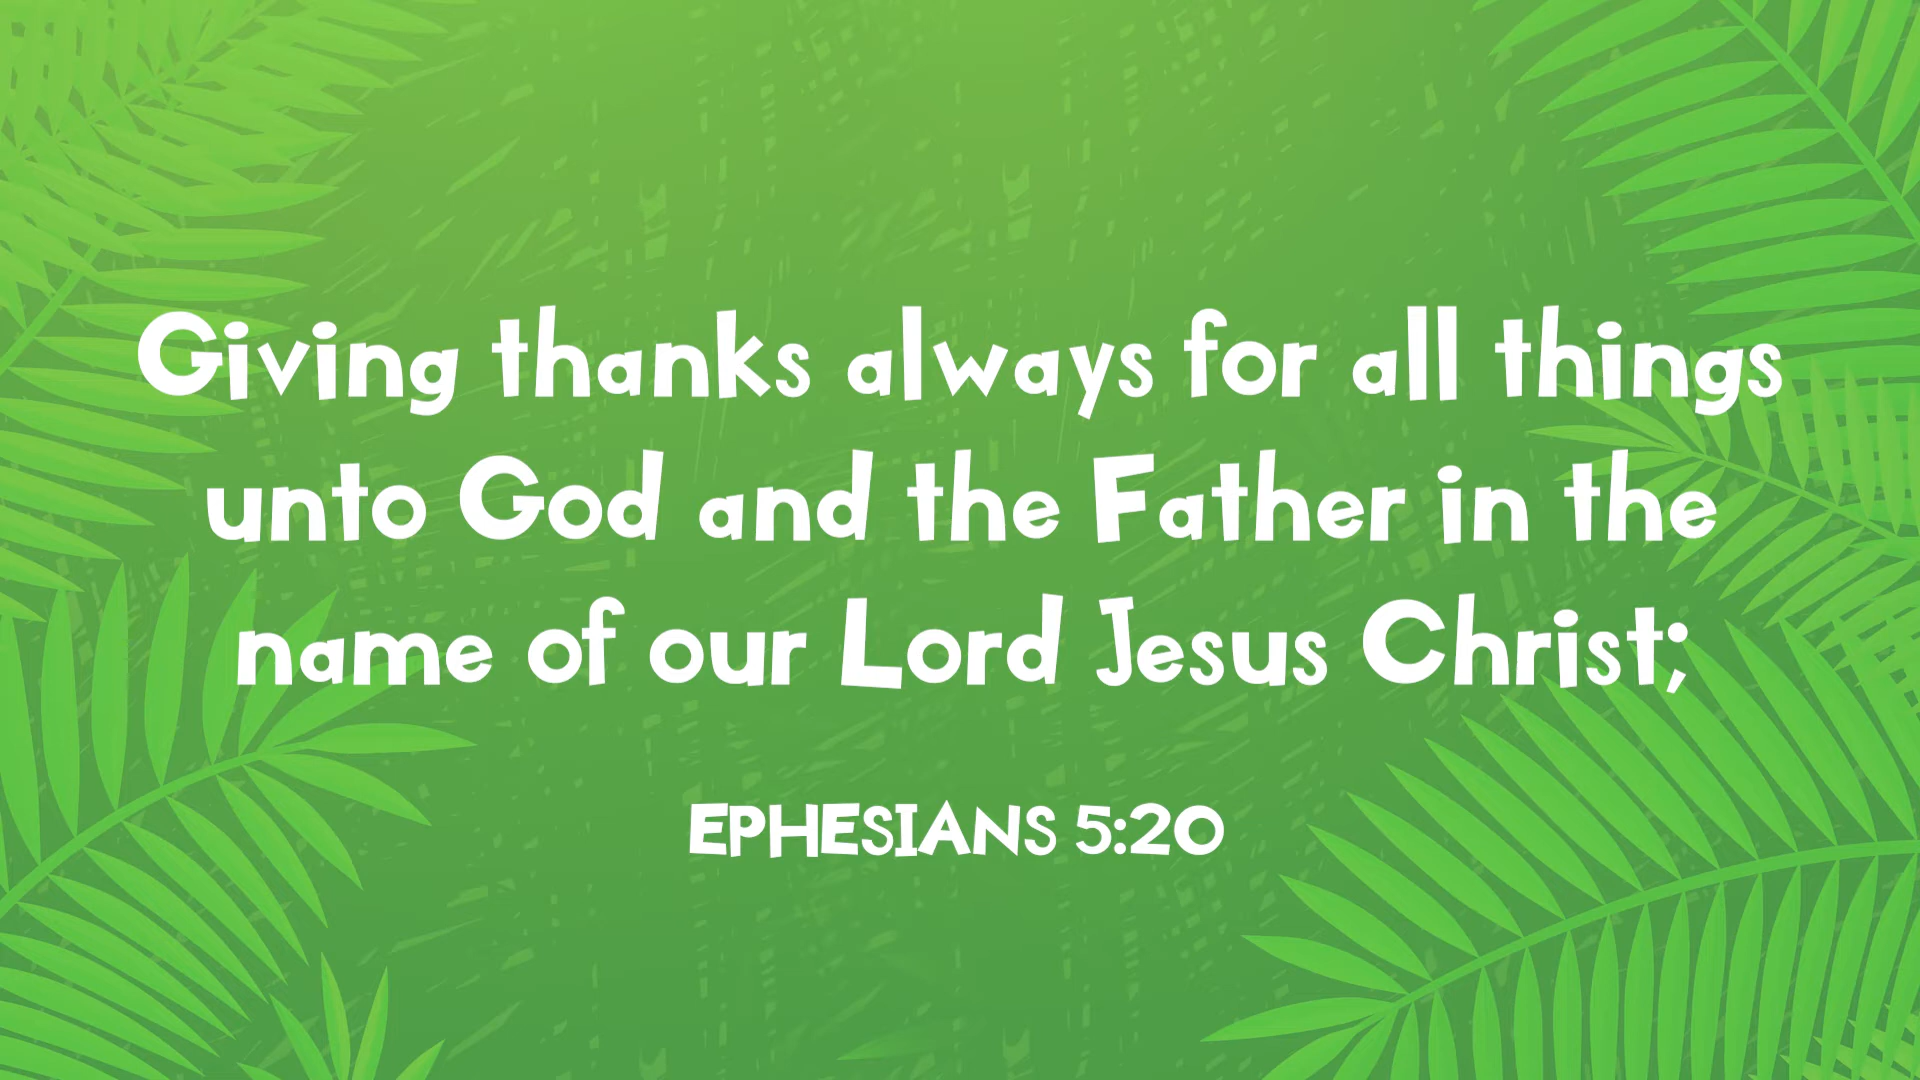 Giving thanks always for all things
unto God and the Father in the
name of our Lord Jesus Christ;
EPHESIANS 5:20